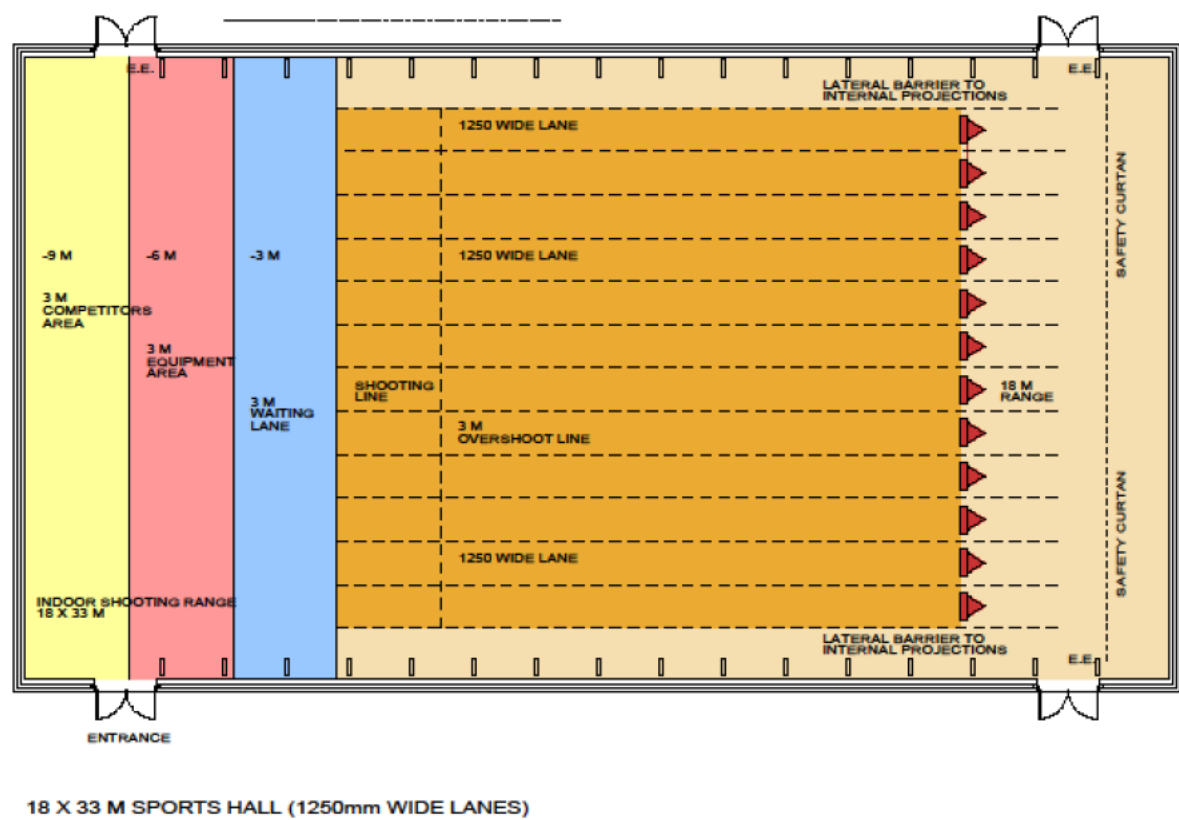 E.E.
E.E.
LATERAL BARRIER TO
INTERNAL PROJECTIONS
1250 WIDE LANE
SAFETY CURTAN
-9 M
-6 M
-3 M
1250 WIDE LANE
3 M
COMPETITORS
AREA
3 M
EQUIPMENT
AREA
3 M
WAITING
LANE
SHOOTING
LINE
18 M
RANGE
3 M
OVERSHOOT LINE
1250 WIDE LANE
SAFETY CURTAN
INDOOR SHOOTING RANGE
18 X 33 M
LATERAL BARRIER TO
INTERNAL PROJECTIONS
E.E.
ENTRANCE
18 X 33 M SPORTS HALL (1250mm WIDE LANES)